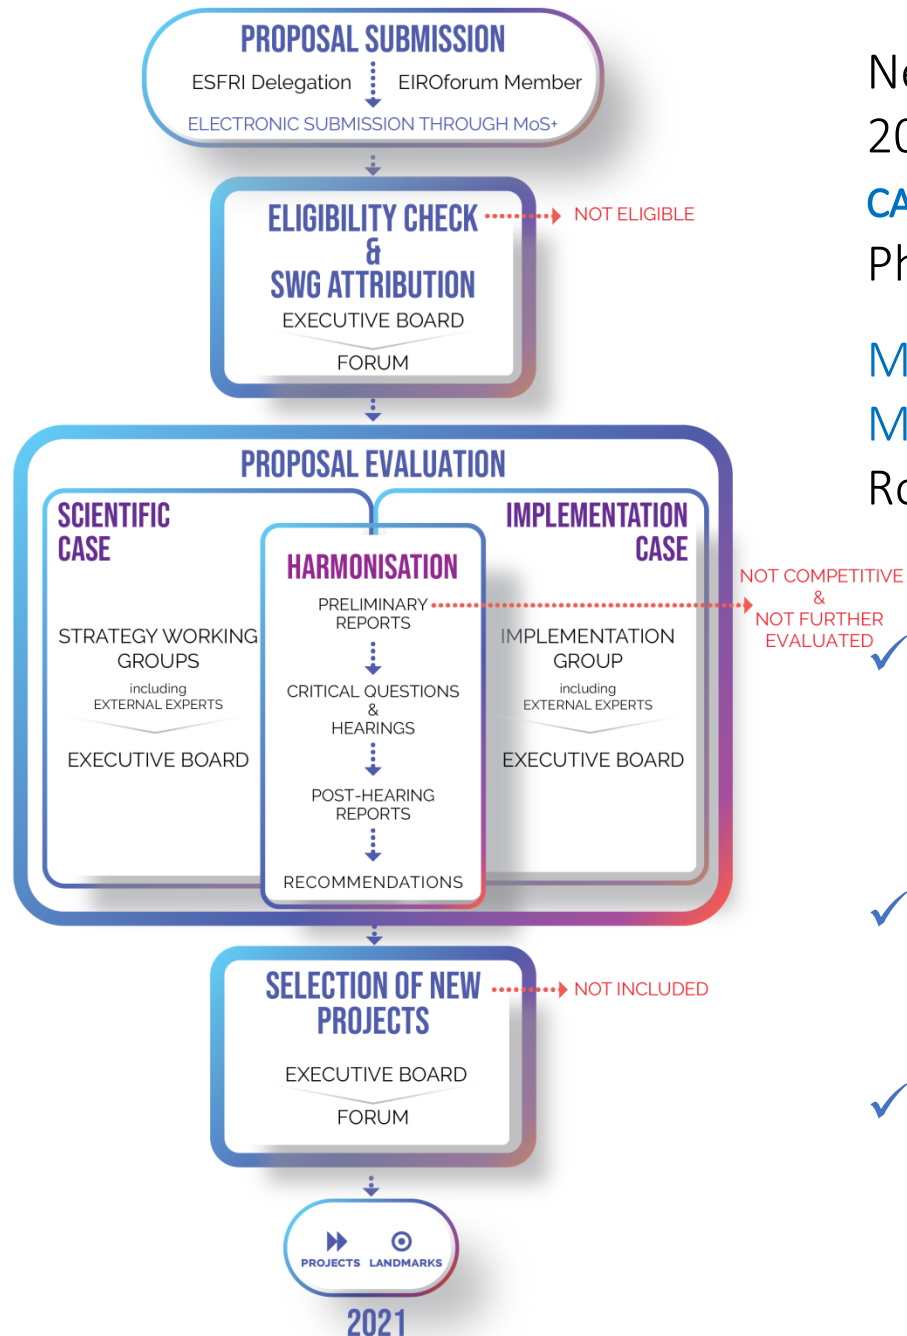 PROPOSAL SUBMISSION
ESFRI Delegation
EIROforum Member
ELECTRONIC SUBMISSION THROUGH MoS+
ELIGIBILITY CHECK
&
SWG ATTRIBUTION
EXECUTIVE BOARD
FORUM
NOT ELIGIBLE
PROPOSAL EVALUATION
SCIENTIFIC
CASE
STRATEGY WORKING
GROUPS
including
EXTERNAL EXPERTS
EXECUTIVE BOARD
HARMONISATION
PRELIMINARY
REPORTS
CRITICAL QUESTIONS
&
HEARINGS
POST-HEARING
REPORTS
RECOMMENDATIONS
IMPLEMENTATION
CASE
IMPLEMENTATION
GROUP
including
EXTERNAL EXPERTS
EXECUTIVE BOARD
NOT COMPETITIVE
&
NOT FURTHER
EVALUATED
SELECTION OF NEW
PROJECTS
EXECUTIVE BOARD
FORUM
NOT INCLUDED
PROJECTS LANDMARKS
2021